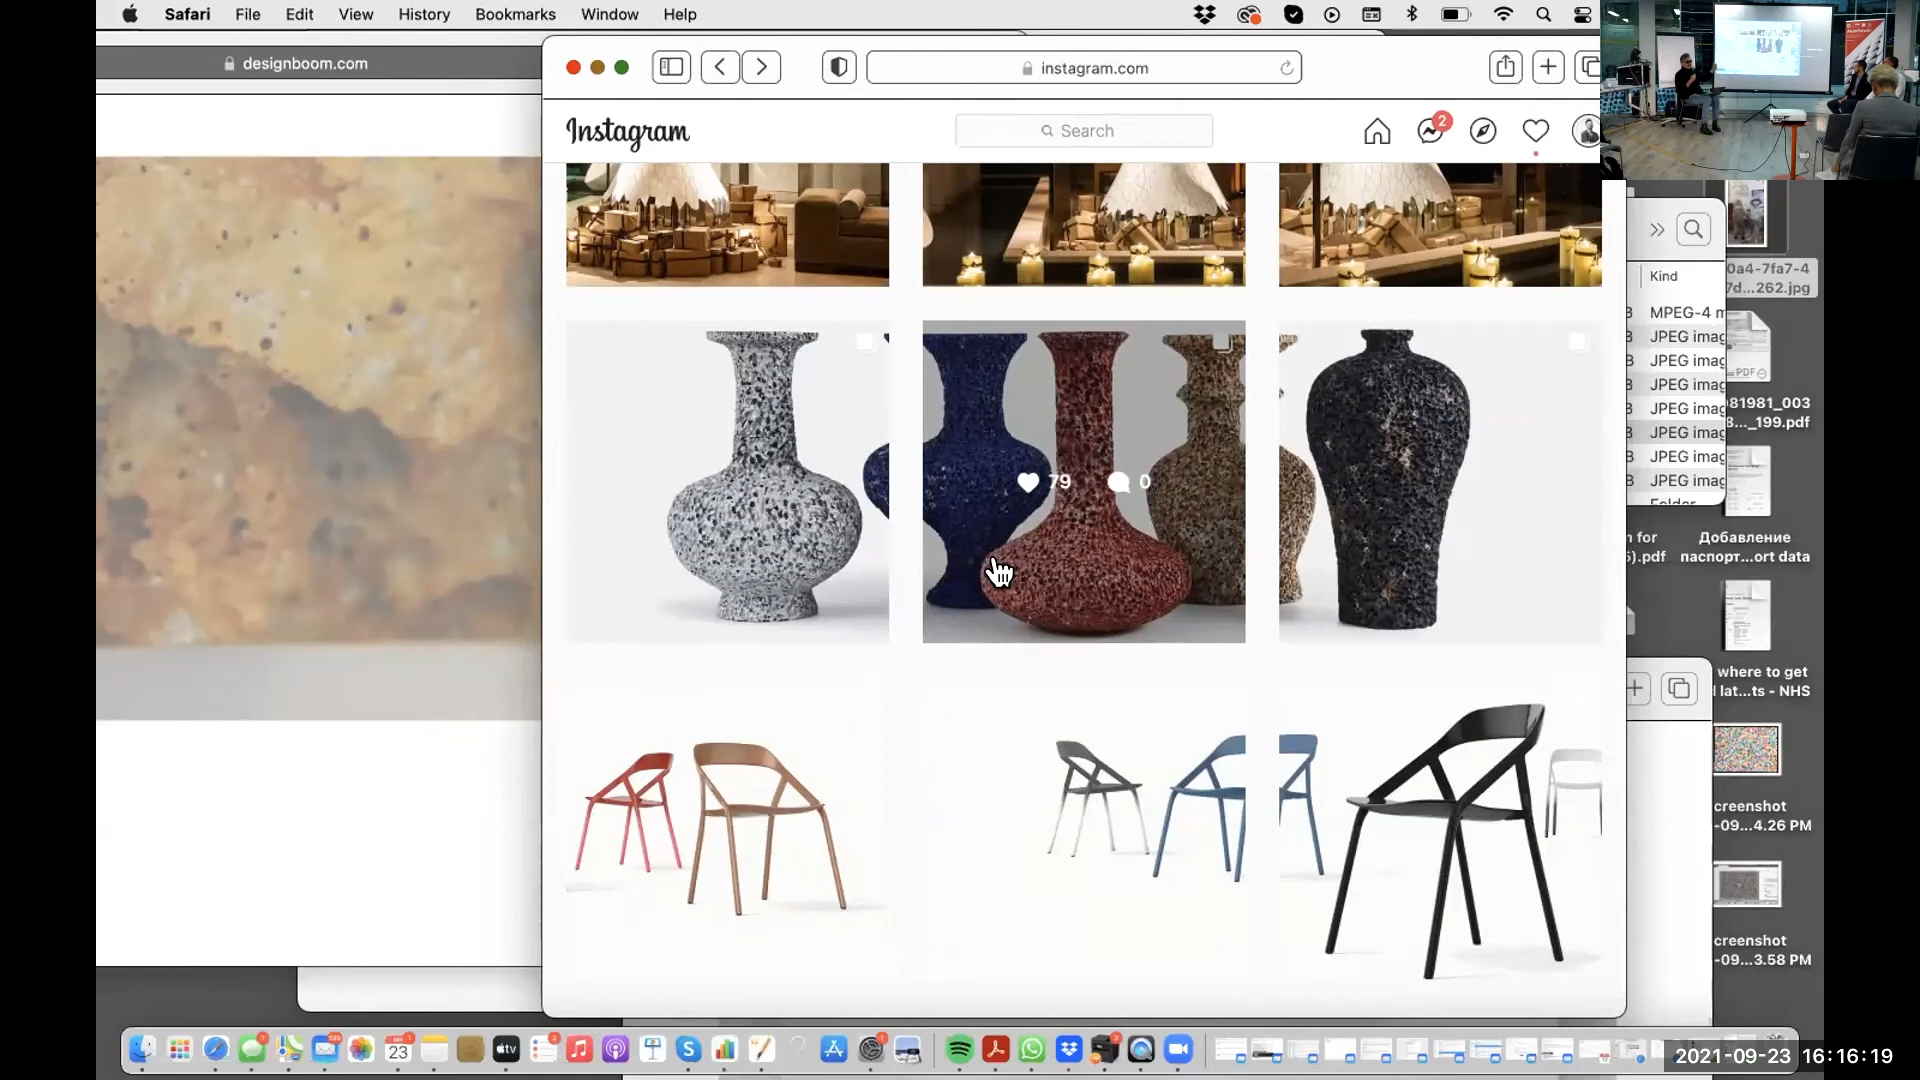 Safari File Edit View History Bookmarks Window Help
designboom.com
instagram.com
Instagram
Search
2
79 0
Kind
MPEG-4 m
JPEG imag
JPEG imag
JPEG imag
JPEG imag
JPEG imag
JPEG imag
JPEG imag
Folder
0a4-7fa7-4
7d...262.jpg
PDF
81981_003
8..._199.pdf
n for
5).pdf
Добавление
паспорт...ort data
where to get
d lat...ts - NHS
creenshot
-09...4.26 PM
creenshot
-09...3.58 PM
23
tv
2021-09-23 16:16:19